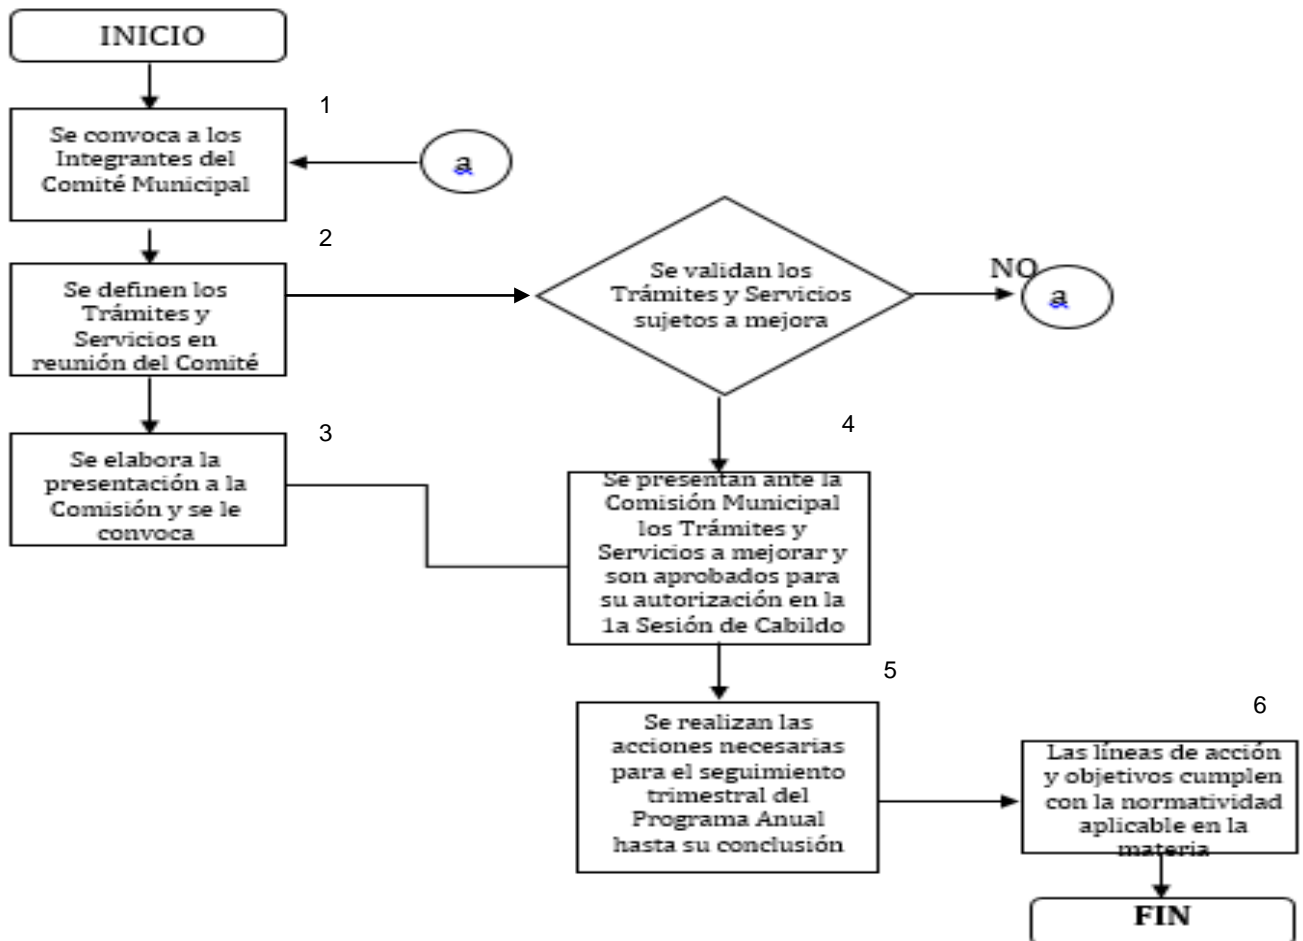 INICIO
1
Se convoca a los
Integrantes del
Comité Municipal
a
2
Se definen los
Trámites y
Servicios en
reunión del Comité
Se validan los
Trámites y Servicios
sujetos a mejora
NO
a
3
Se elabora la
presentación a la
Comisión y se le
convoca
4
Se presentan ante la
Comisión Municipal
los Trámites y
Servicios a mejorar y
son aprobados para
su autorización en la
1a Sesión de Cabildo
5
Se realizan las
acciones necesarias
para el seguimiento
trimestral del
Programa Anual
hasta su conclusión
6
Las líneas de acción
y objetivos cumplen
con la normatividad
aplicable en la
materia
FIN